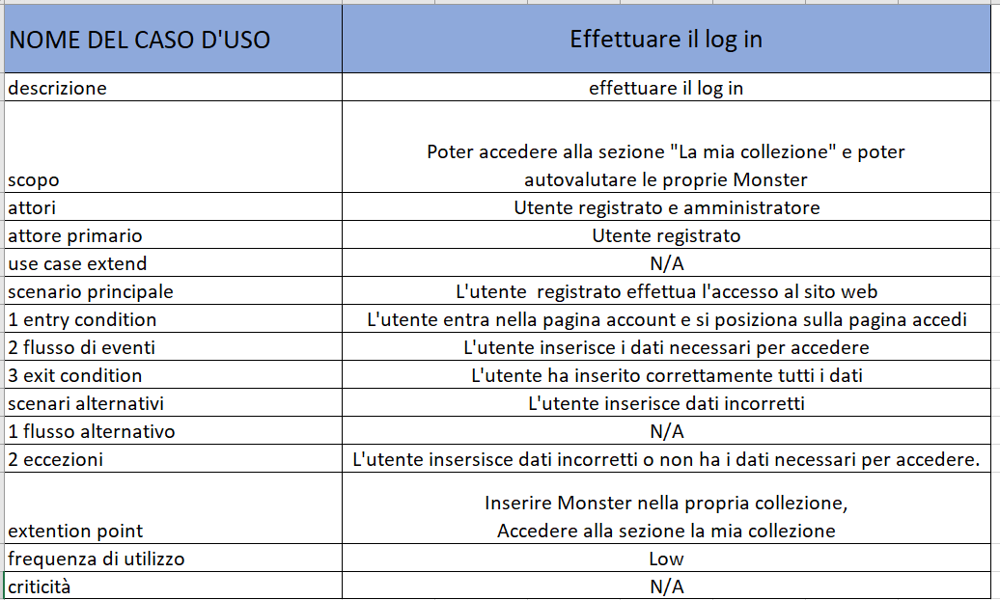 NOME DEL CASO D'USO Effettuare il log in
descrizione effettuare il log in
Poter accedere alla sezione "La mia collezione" e poter
scopo autovalutare le proprie Monster
attori Utente registrato e amministratore
attore primario Utente registrato
use case extend N/A
scenario principale L'utente  registrato effettua l'accesso al sito web
1 entry condition L'utente entra nella pagina account e si posiziona sulla pagina accedi
2 flusso di eventi L'utente inserisce i dati necessari per accedere
3 exit condition L'utente ha inserito correttamente tutti i dati
scenari alternativi L'utente inserisce dati incorretti
1 flusso alternativo N/A
2 eccezioni L'utente insersisce dati incorretti o non ha i dati necessari per accedere.
Inserire Monster nella propria collezione,
extention point Accedere alla sezione la mia collezione
frequenza di utilizzo Low
criticità N/A